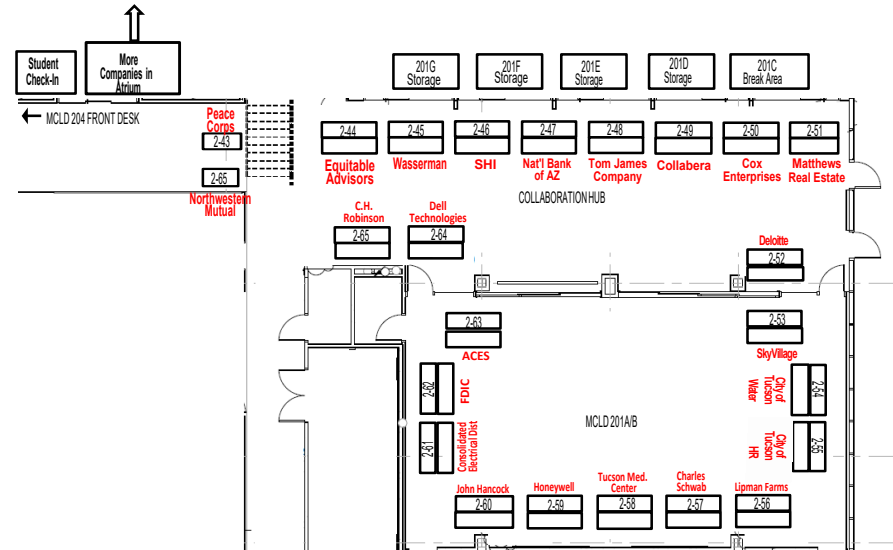 Student
Check-In
More
Companies in
Atrium
201G
Storage
201F
Storage
201E
Storage
201D
Storage
201C
Break Area
MCLD 204 FRONT DESK
Peace
Corps
2-43
2-65
Northwestern
Mutual
2-44
Equitable
Advisors
2-45
Wasserman
2-46
SHI
2-47
Nat'l Bank
of AZ
2-48
Tom James
Company
2-49
Collabera
2-50
Cox
Enterprises
2-51
Matthews
Real Estate
COLLABORATION HUB
C.H.
Robinson
2-65
Dell
Technologies
2-64
Deloitte
2-52
2-63
ACES
2-53
SkyVillage
2-62
FDIC
City of
Tucson
Water
2-54
2-61
Consolidated
Electrical Dist
MCLD 201A/B
City of
Tucson
HR
2-55
John Hancock
2-60
Honeywell
2-59
Tucson Med.
Center
2-58
Charles
Schwab
2-57
Lipman Farms
2-56